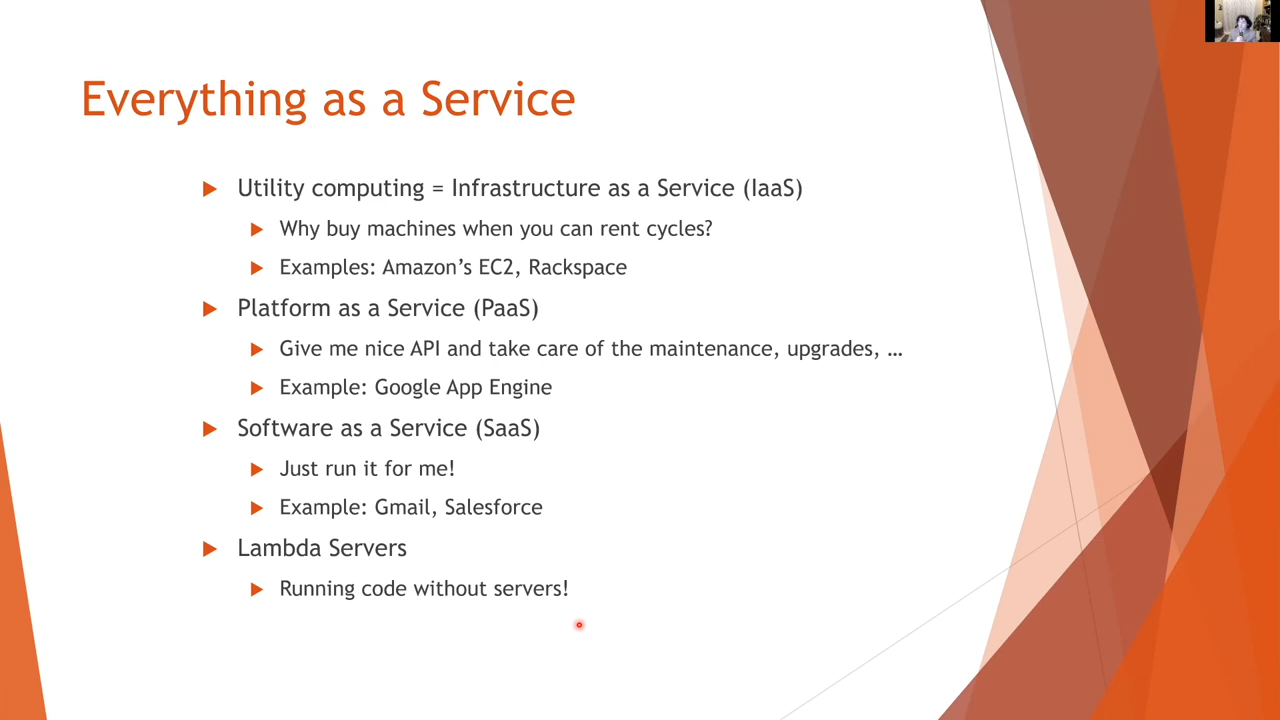 Everything as a Service
Utility computing = Infrastructure as a Service (IaaS)
Why buy machines when you can rent cycles?
Examples: Amazon’s EC2, Rackspace
Platform as a Service (PaaS)
Give me nice API and take care of the maintenance, upgrades, …
Example: Google App Engine
Software as a Service (SaaS)
Just run it for me!
Example: Gmail, Salesforce
Lambda Servers
Running code without servers!